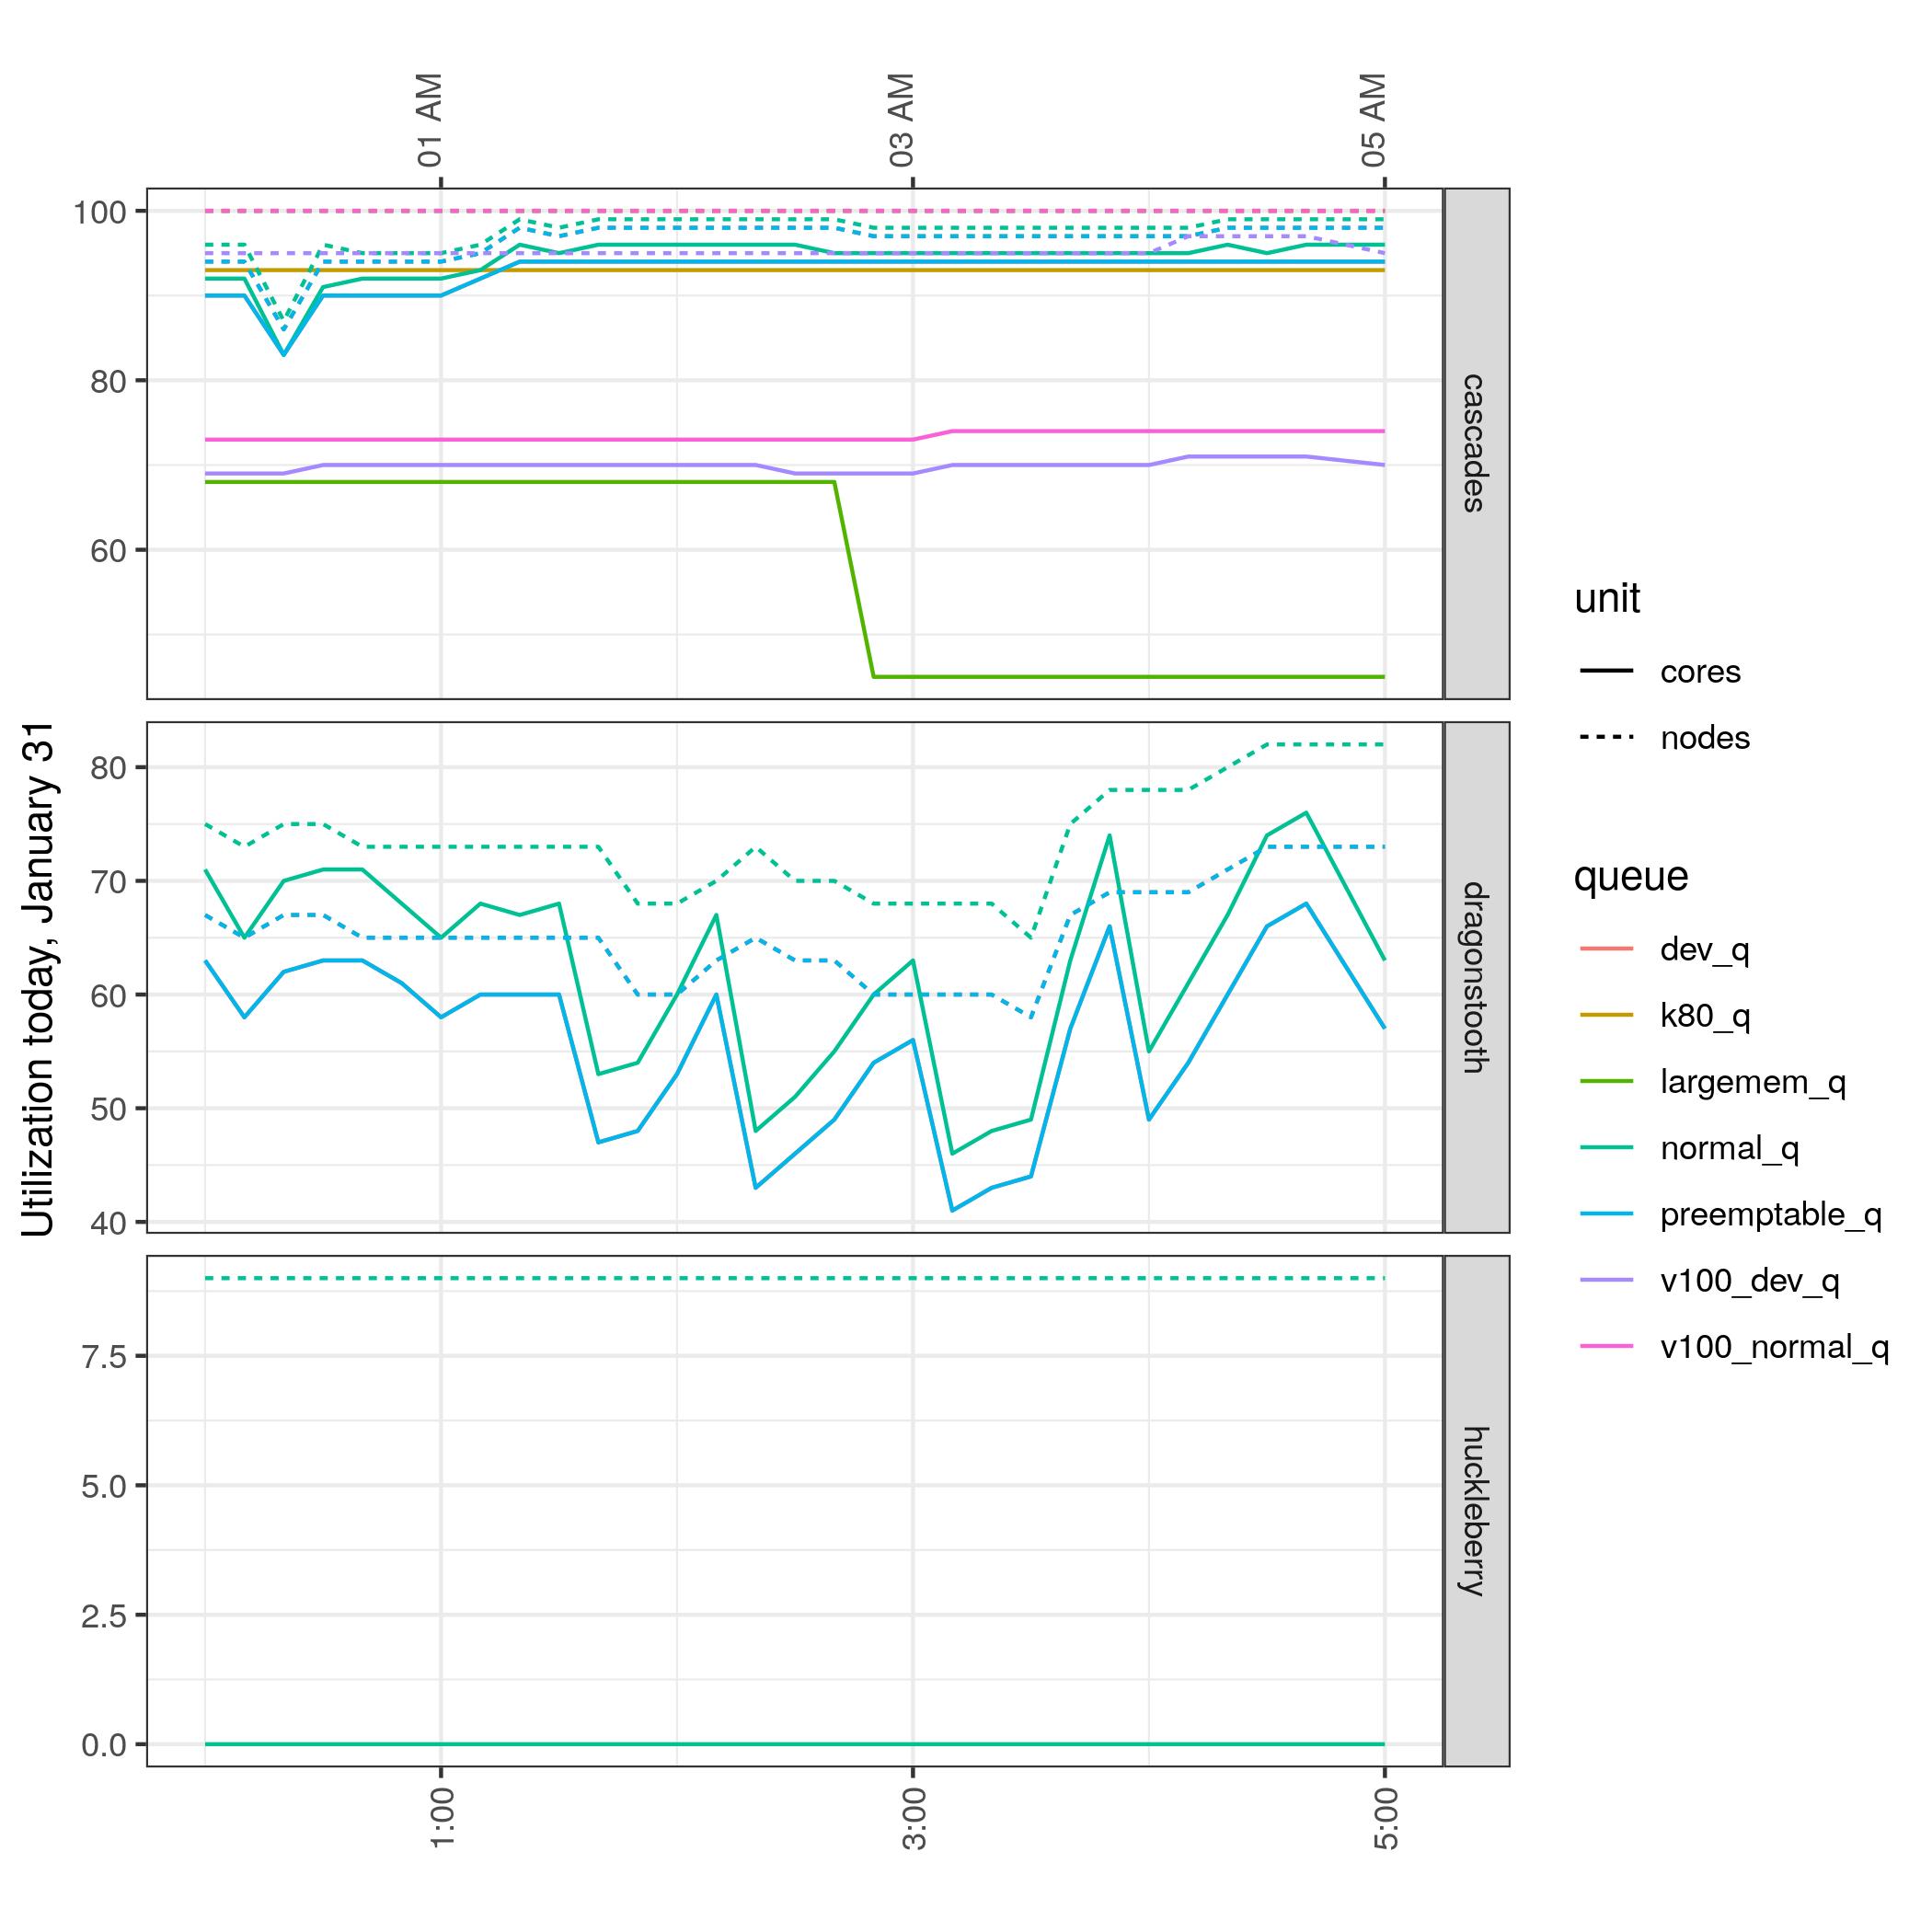 01 AM
03 AM
05 AM
100
80
60
cascades
Utilization today, January 31
80
70
60
50
40
dragonstooth
7.5
5.0
2.5
0.0
huckleberry
1:00
3:00
5:00
unit
cores
nodes
queue
dev_q
k80_q
largemem_q
normal_q
preemptable_q
v100_dev_q
v100_normal_q